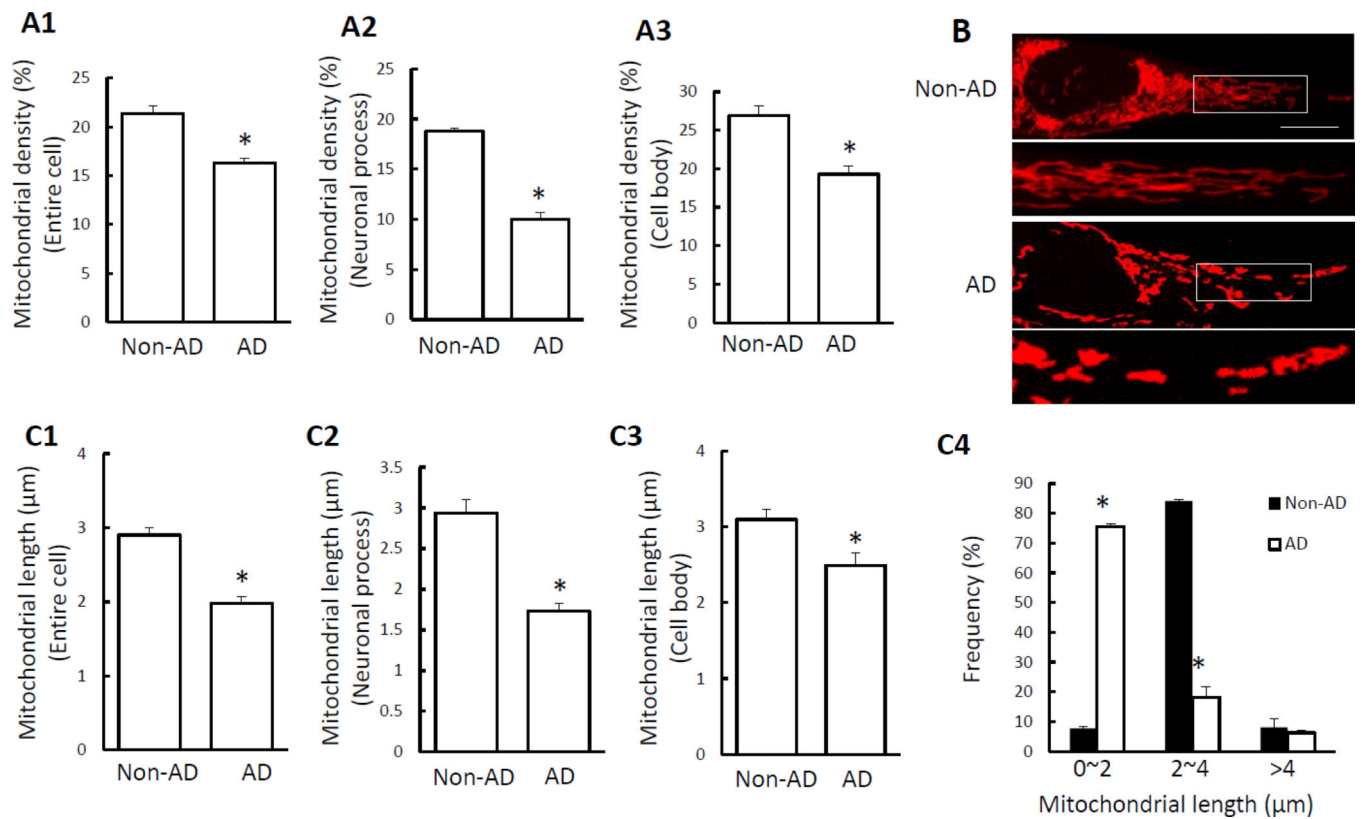 A1
Mitochondrial density (%)
(Entire cell)
25
20
15
10
5
0
*
Non-AD
AD
A2
Mitochondrial density (%)
(Neuronal process)
25
20
15
10
5
0
*
Non-AD
AD
A3
Mitochondrial density (%)
(Cell body)
30
25
20
15
10
5
0
*
Non-AD
AD
B
Non-AD
AD
C1
Mitochondrial length (µm)
(Entire cell)
4
3
2
1
0
*
Non-AD
AD
C2
Mitochondrial length (µm)
(Neuronal process)
3.5
3
2.5
2
1.5
1
0.5
0
*
Non-AD
AD
C3
Mitochondrial length (µm)
(Cell body)
4
3
2
1
0
*
Non-AD
AD
C4
Frequency (%)
90
80
70
60
50
40
30
20
10
0
*
*
Non-AD
AD
0~2
2~4
>4
Mitochondrial length (µm)